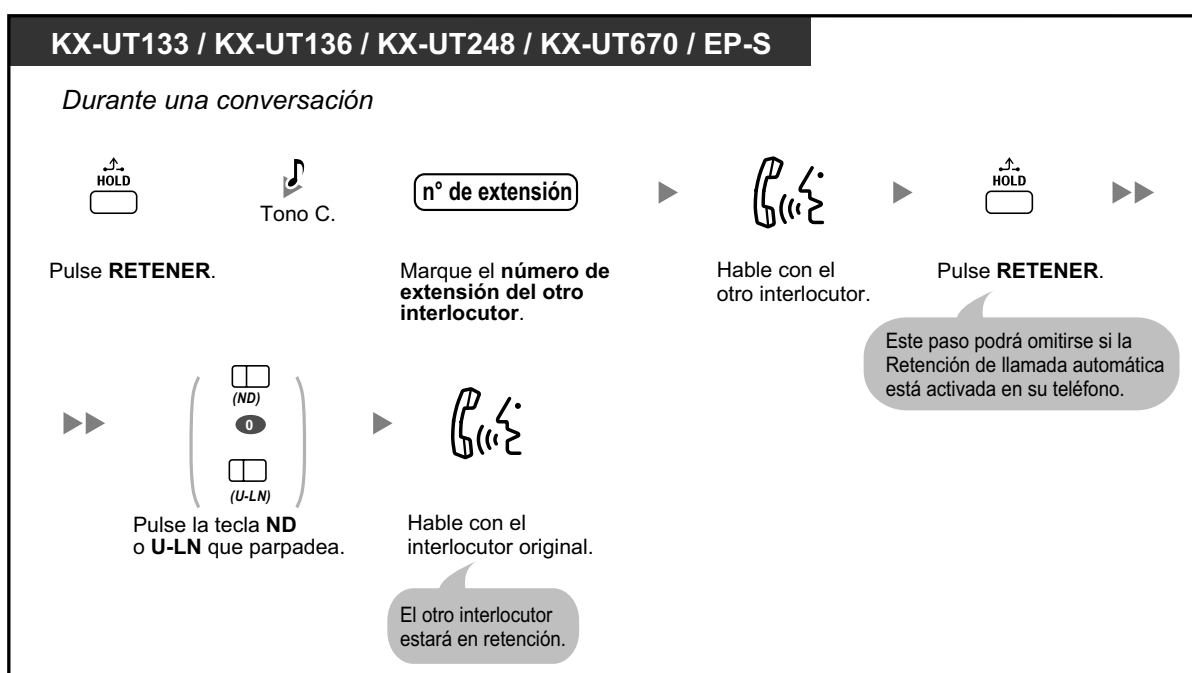 KX-UT133 / KX-UT136 / KX-UT248 / KX-UT670 / EP-S
Durante una conversación
HOLD
Tono C.
n° de extensión
HOLD
Pulse RETENER.
Marque el número de
extensión del otro
interlocutor.
Hable con el
otro interlocutor.
Pulse RETENER.
Este paso podrá omitirse si la
Retención de llamada automática
está activada en su teléfono.
(ND)
0
(U-LN)
Pulse la tecla ND
o U-LN que parpadea.
Hable con el
interlocutor original.
El otro interlocutor
estará en retención.